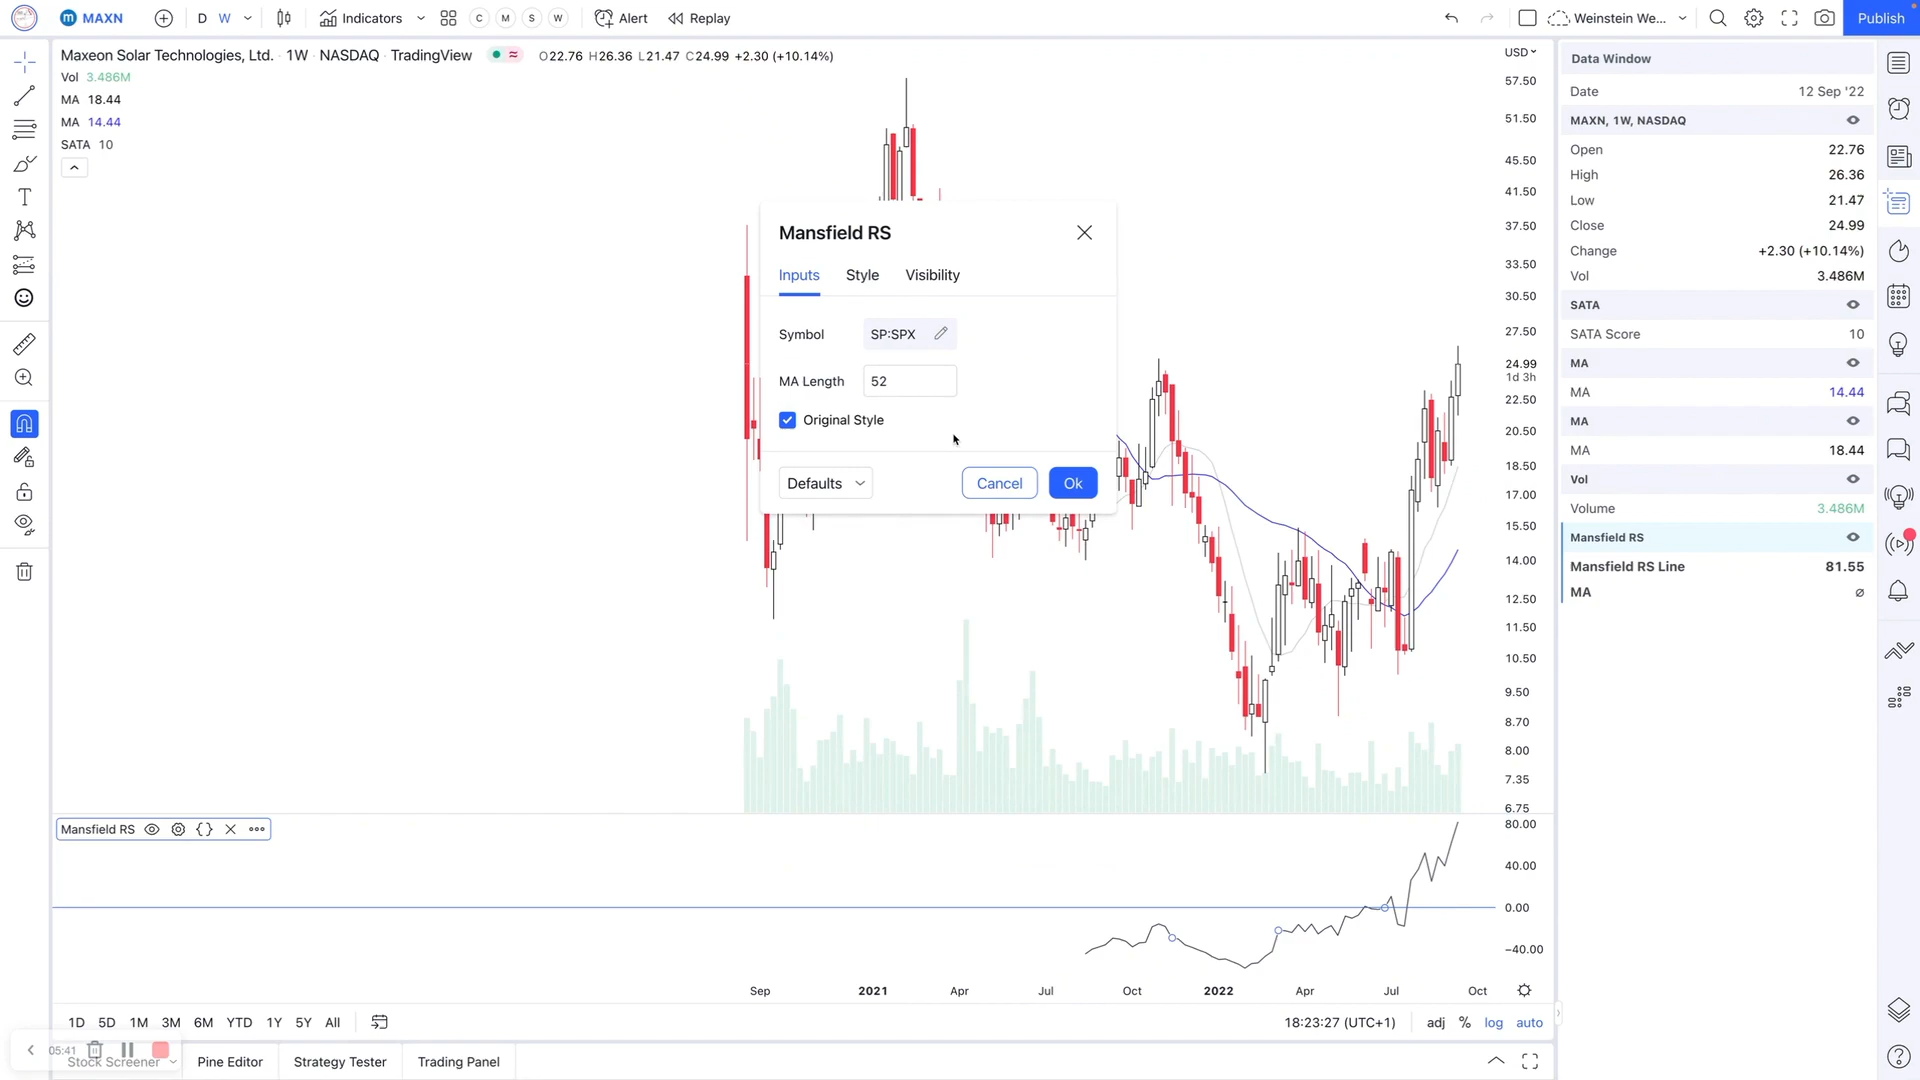 MAXN
D
W
Indicators
C
M
S
W
Alert
Replay
Weinstein We...
Publish
Maxeon Solar Technologies, Ltd. · 1W · NASDAQ · TradingView
O22.76 H26.36 L21.47 C24.99 +2.30 (+10.14%)
Vol 3.486M
MA 18.44
MA 14.44
SATA 10
USD
57.50
51.50
45.50
41.50
37.50
33.50
30.50
27.50
24.99
1d 3h
22.50
20.50
18.50
17.00
15.50
14.00
12.50
11.50
10.50
9.50
8.70
8.00
7.35
6.75
80.00
40.00
0.00
−40.00
Mansfield RS
Inputs
Style
Visibility
Symbol
SP:SPX
MA Length
52
Original Style
Defaults
Cancel
Ok
Mansfield RS
Sep
2021
Apr
Jul
Oct
2022
Apr
Jul
Oct
1D
5D
1M
3M
6M
YTD
1Y
5Y
All
18:23:27 (UTC+1)
adj
%
log
auto
05:41
Stock Screener
Pine Editor
Strategy Tester
Trading Panel
Data Window
Date 12 Sep '22
MAXN, 1W, NASDAQ
Open 22.76
High 26.36
Low 21.47
Close 24.99
Change +2.30 (+10.14%)
Vol 3.486M
SATA
SATA Score 10
MA
MA 14.44
MA
MA 18.44
Vol
Volume 3.486M
Mansfield RS
Mansfield RS Line 81.55
MA ∅